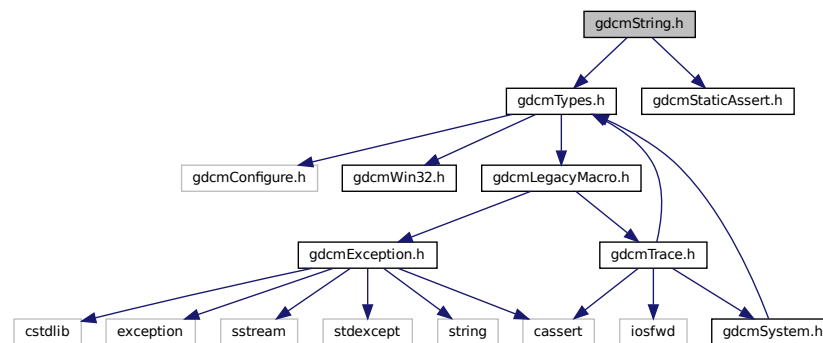 gdcmString.h
gdcmTypes.h
gdcmStaticAssert.h
gdcmConfigure.h
gdcmWin32.h
gdcmLegacyMacro.h
gdcmException.h
gdcmTrace.h
cstdlib
exception
sstream
stdexcept
string
cassert
iosfwd
gdcmSystem.h